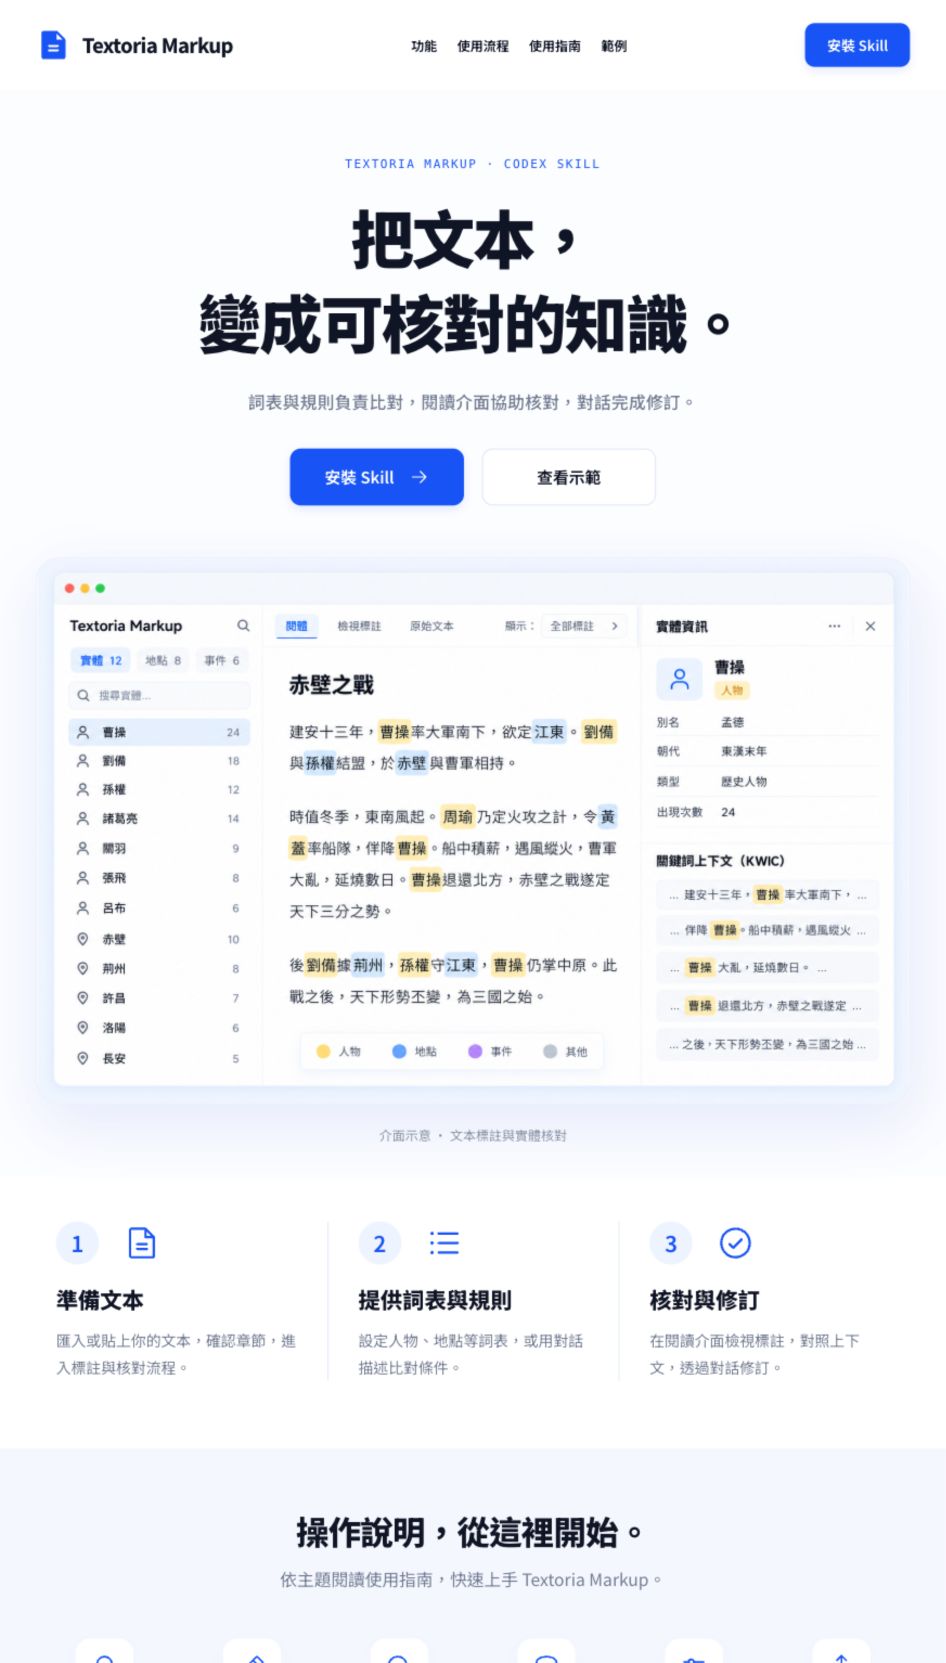 Textoria Markup
功能 使用流程 使用指南 範例
安裝 Skill
TEXTORIA MARKUP · CODEX SKILL
把文本，
變成可核對的知識。
詞表與規則負責比對，閱讀介面協助核對，對話完成修訂。
安裝 Skill →
查看示範
Textoria Markup
實體 12 地點 8 事件 6
搜尋實體...
曹操 24
劉備 18
孫權 12
諸葛亮 14
關羽 9
張飛 8
呂布 6
赤壁 10
荊州 8
許昌 7
洛陽 6
長安 5
閱體 檢視標註 原始文本 顯示： 全部標註
赤壁之戰
建安十三年，曹操率大軍南下，欲定江東。劉備
與孫權結盟，於赤壁與曹軍相持。
時值冬季，東南風起。周瑜乃定火攻之計，令黃
蓋率船隊，佯降曹操。船中積薪，遇風縱火，曹軍
大亂，延燒數日。曹操退還北方，赤壁之戰遂定
天下三分之勢。
後劉備據荊州，孫權守江東，曹操仍掌中原。此
戰之後，天下形勢丕變，為三國之始。
人物 地點 事件 其他
實體資訊
曹操
人物
別名 孟德
朝代 東漢末年
類型 歷史人物
出現次數 24
關鍵詞上下文（KWIC）
... 建安十三年，曹操 率大軍南下， ...
... 佯降 曹操。船中積薪，遇風縱火 ...
... 曹操 大亂，延燒數日。 ...
... 曹操 退還北方，赤壁之戰遂定 ...
... 之後，天下形勢丕變，為三國之始 ...
介面示意 · 文本標註與實體核對
1
準備文本
匯入或貼上你的文本，確認章節，進
入標註與核對流程。
2
提供詞表與規則
設定人物、地點等詞表，或用對話
描述比對條件。
3
核對與修訂
在閱讀介面檢視標註，對照上下
文，透過對話修訂。
操作說明，從這裡開始。
依主題閱讀使用指南，快速上手 Textoria Markup。